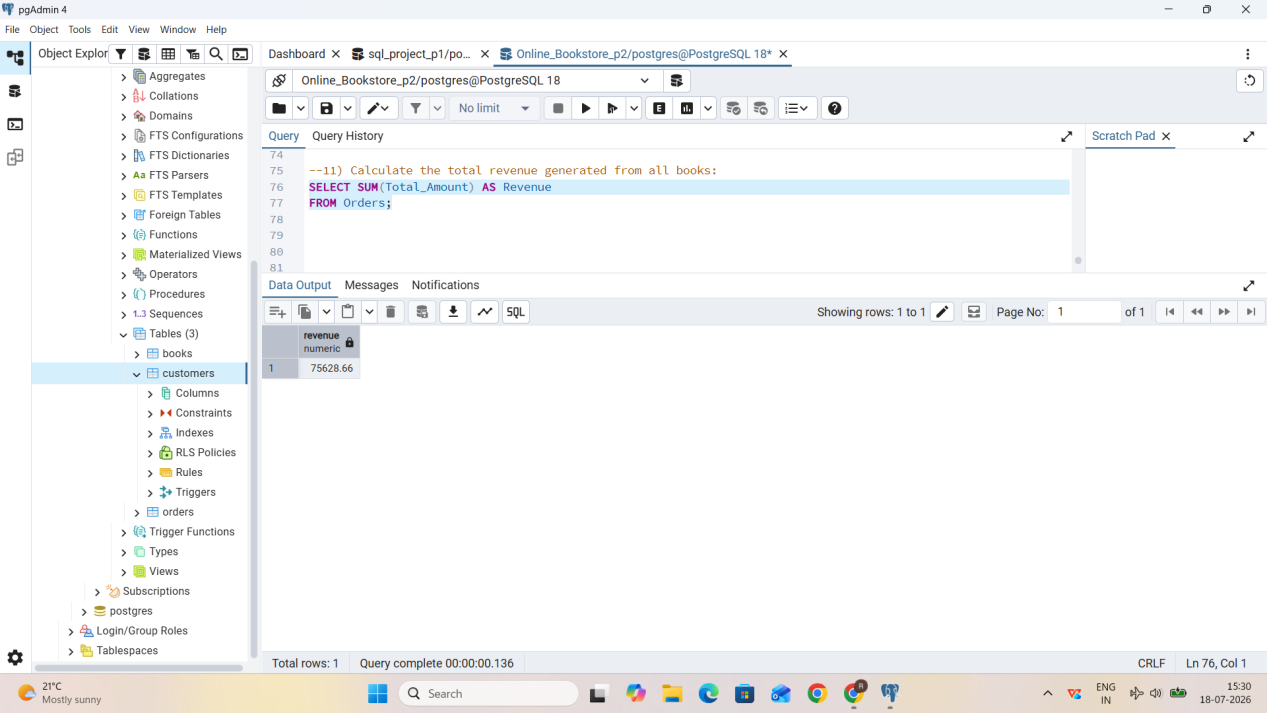 pgAdmin 4
File Object Tools Edit View Window Help
Object Explor
Dashboard
sql_project_p1/po...
Online_Bookstore_p2/postgres@PostgreSQL 18*
Online_Bookstore_p2/postgres@PostgreSQL 18
No limit
E
Query Query History
Scratch Pad
74
75 --11) Calculate the total revenue generated from all books:
76 SELECT SUM(Total_Amount) AS Revenue
77 FROM Orders;
78
79
80
81
Data Output Messages Notifications
SQL
Showing rows: 1 to 1
Page No: 1 of 1
revenue
numeric
1 75628.66
Aggregates
Collations
Domains
FTS Configurations
FTS Dictionaries
Aa FTS Parsers
FTS Templates
Foreign Tables
Functions
Materialized Views
Operators
Procedures
1..3 Sequences
Tables (3)
books
customers
Columns
Constraints
Indexes
RLS Policies
Rules
Triggers
orders
Trigger Functions
Types
Views
Subscriptions
postgres
Login/Group Roles
Tablespaces
Total rows: 1
Query complete 00:00:00.136
CRLF
Ln 76, Col 1
21°C
Mostly sunny
Search
R
ENG
IN
15:30
18-07-2026